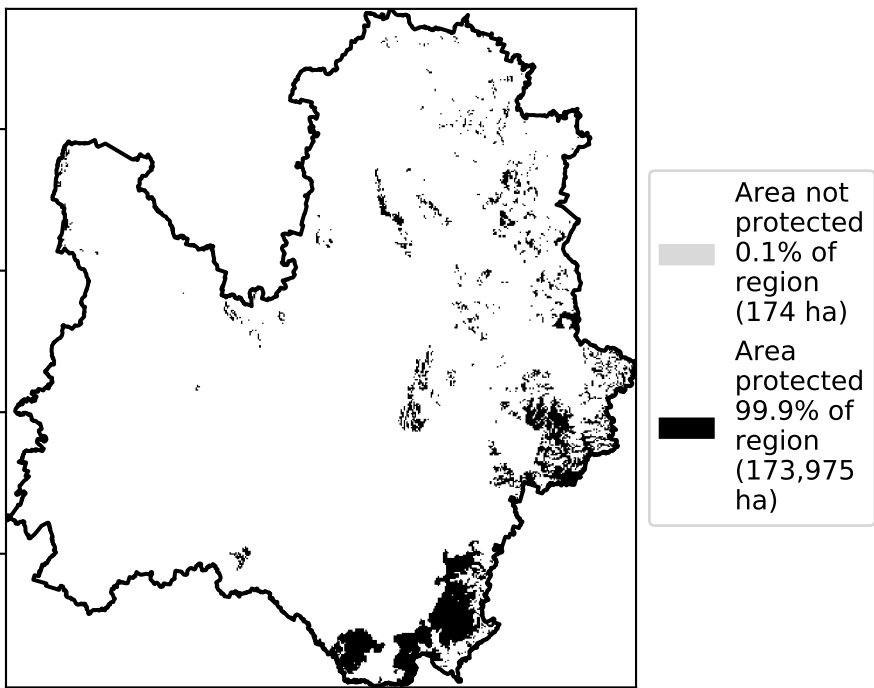 Area not
protected
0.1% of
region
(174 ha)
Area
protected
99.9% of
region
(173,975
ha)